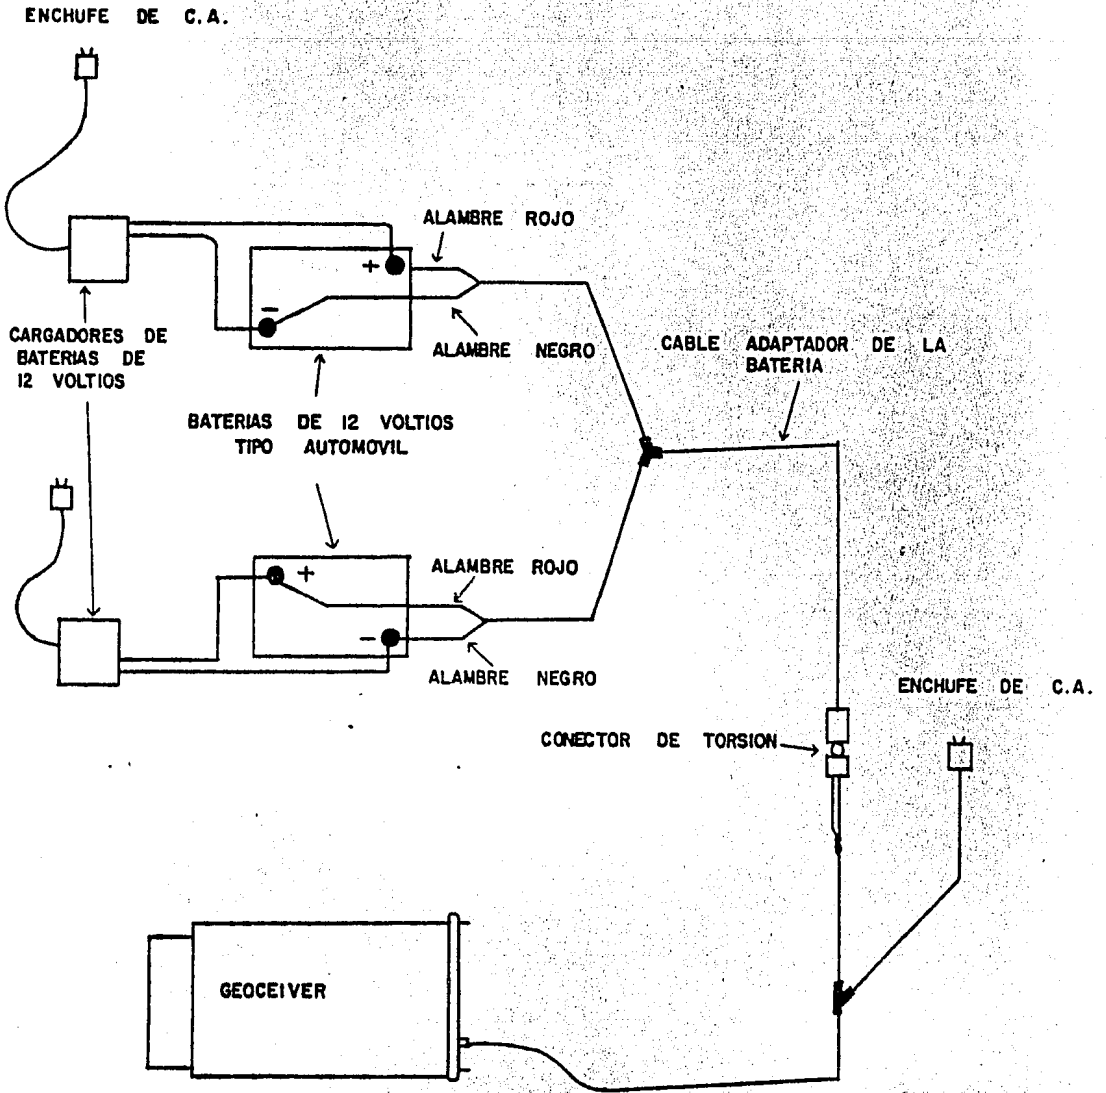 ENCHUFE DE C.A.
ALAMBRE ROJO
+
-
CARGADORES DE
BATERIAS DE
12 VOLTIOS
ALAMBRE NEGRO
CABLE ADAPTADOR DE LA
BATERIA
BATERIAS DE 12 VOLTIOS
TIPO AUTOMOVIL
ALAMBRE ROJO
+
-
ALAMBRE NEGRO
ENCHUFE DE C.A.
CONECTOR DE TORSION
GEOCEIVER